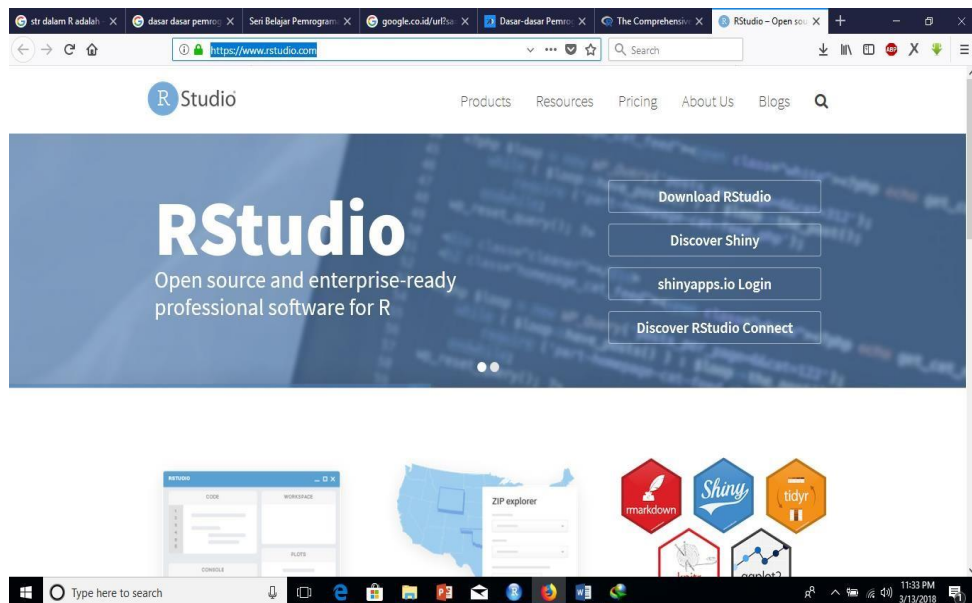 str dalam R adalah
dasar dasar pemrog
Seri Belajar Pemrogram
google.co.id/url?sa
Dasar-dasar Pemro
The Comprehensiv
RStudio – Open sou
https://www.rstudio.com
Search
R Studio
Products Resources Pricing About Us Blogs
RStudio
Open source and enterprise-ready
professional software for R
Download RStudio
Discover Shiny
shinyapps.io Login
Discover RStudio Connect
RSTUDIO
CODE
WORKSPACE
PLOTS
CONSOLE
ZIP explorer
rmarkdown
Shiny
tidyr
knitr
ggplot2
Type here to search
11:33 PM
3/13/2018